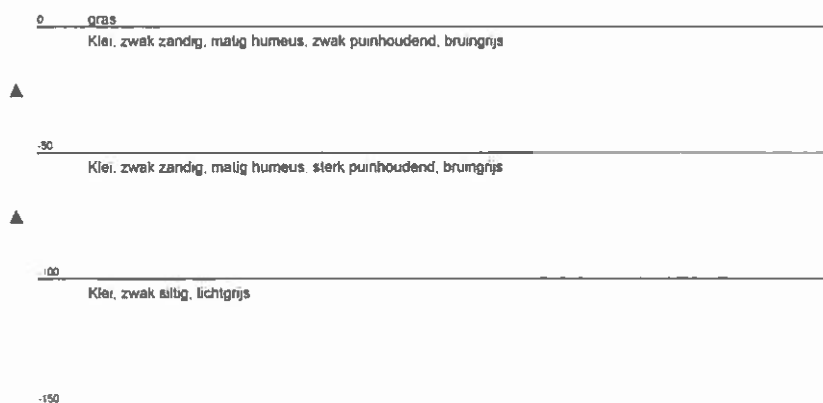 0 gras
Klei, zwak zandig, matig humeus, zwak puinhoudend, bruingrijs
-50
Klei, zwak zandig, matig humeus, sterk puinhoudend, bruingrijs
-100
Klei, zwak siltig, lichtgrijs
-150